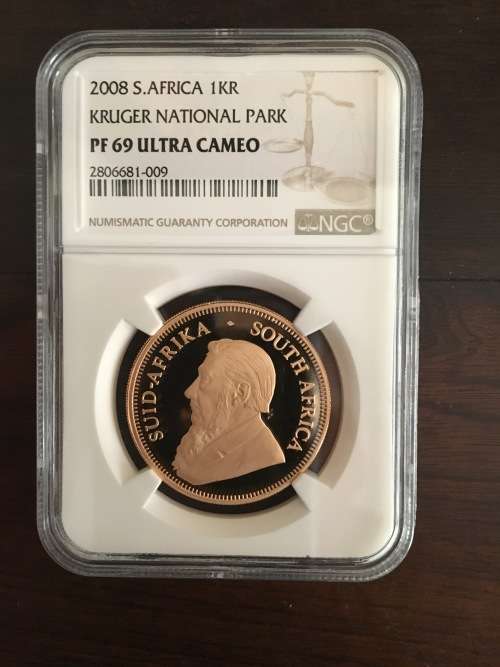 2008 S.AFRICA 1KR
KRUGER NATIONAL PARK
PF 69 ULTRA CAMEO
2806681-009
NUMISMATIC GUARANTY CORPORATION
NGC®
SUID-AFRIKA • SOUTH AFRICA